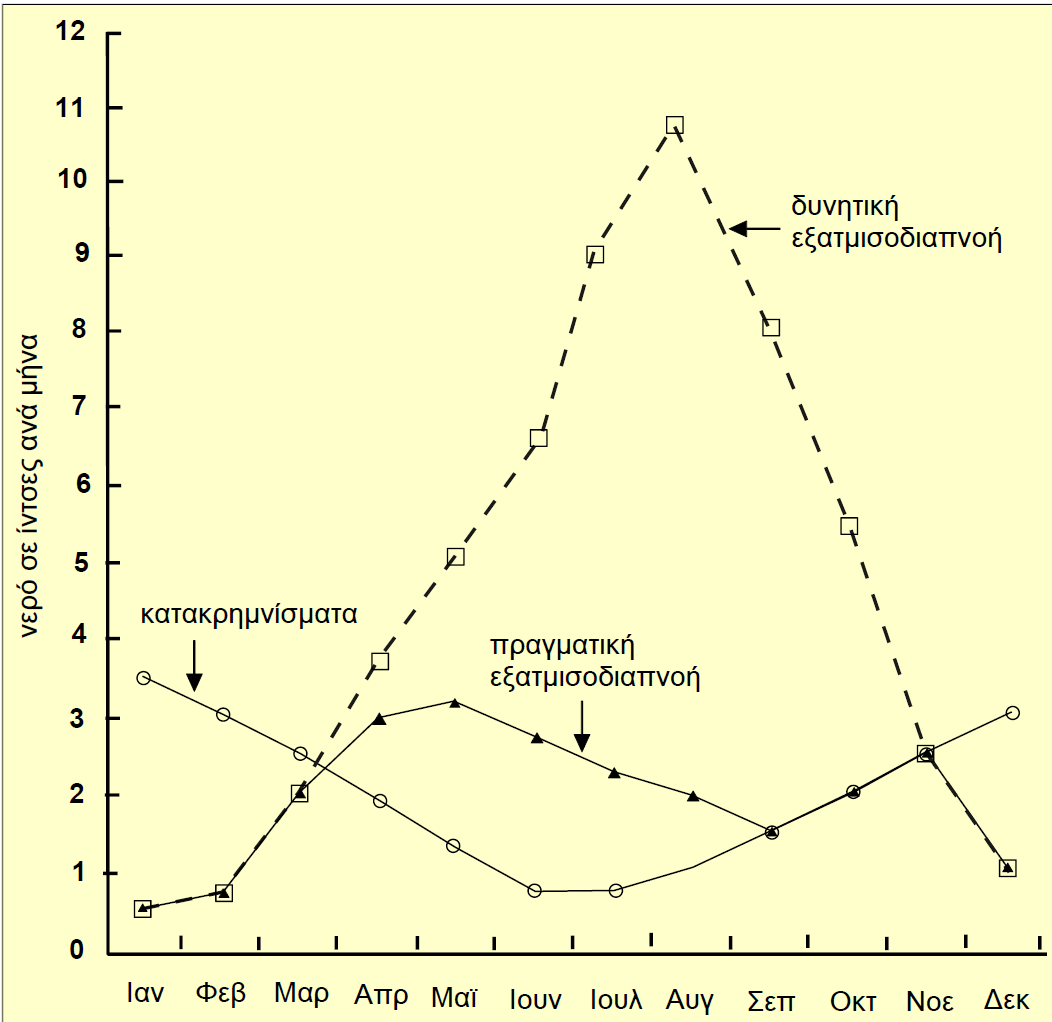 12
11
10
9
8
7
6
5
4
3
2
1
0
νερό σε ίντσες ανά μήνα
δυνητική
εξατμισοδιαπνοή
κατακρημνίσματα
πραγματική
εξατμισοδιαπνοή
Ιαν Φεβ Μαρ Απρ Μαϊ Ιουν Ιουλ Αυγ Σεπ Οκτ Νοε Δεκ